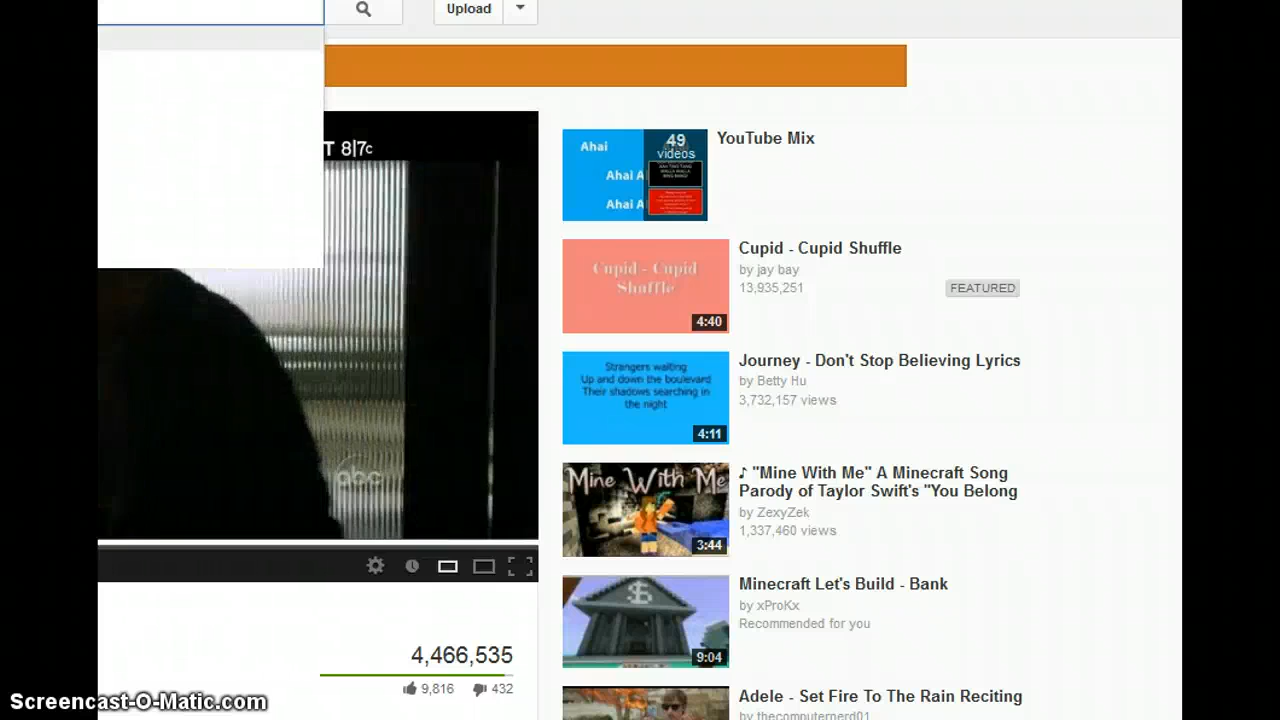 Upload
T 8|7c
Ahai
Ahai A
Ahai A
49
videos
YouTube Mix
Cupid - Cupid
Shuffle
4:40
Cupid - Cupid Shuffle
by jay bay
13,935,251
FEATURED
Strangers waiting
Up and down the boulevard
Their shadows searching in
the night
4:11
Journey - Don't Stop Believing Lyrics
by Betty Hu
3,732,157 views
Mine With Me
3:44
♪ "Mine With Me" A Minecraft Song
Parody of Taylor Swift's "You Belong
by ZexyZek
1,337,460 views
$
9:04
Minecraft Let's Build - Bank
by xProKx
Recommended for you
abc
4,466,535
9,816 432
Adele - Set Fire To The Rain Reciting
by thecomputernerd01
Screencast-O-Matic.com